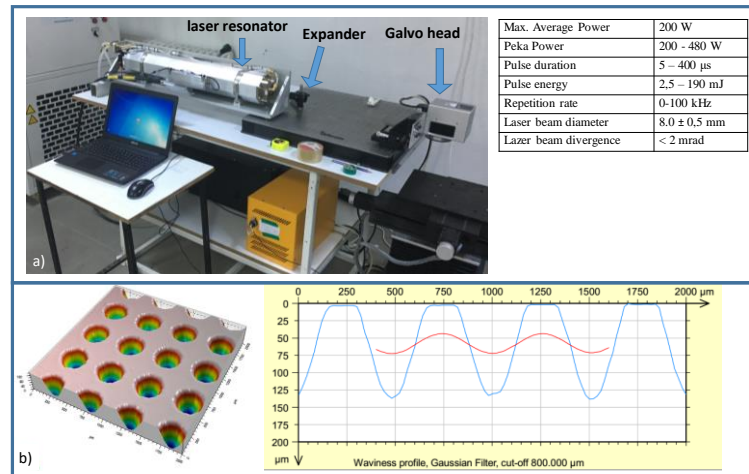 laser resonator
Expander
Galvo head
Max. Average Power 200 W
Peka Power 200 - 480 W
Pulse duration 5 – 400 μs
Pulse energy 2,5 – 190 mJ
Repetition rate 0-100 kHz
Laser beam diameter 8.0 ± 0,5 mm
Lazer beam divergence < 2 mrad
a)
b)
0 250 500 750 1000 1250 1500 1750 2000 μm
0
25
50
75
100
125
150
175
200
μm
Waviness profile, Gaussian Filter, cut-off 800.000 μm